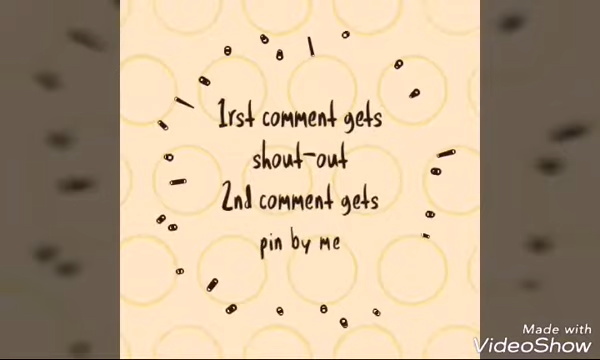 1rst comment gets
shout-out
2nd comment gets
pin by me
Made with
VideoShow